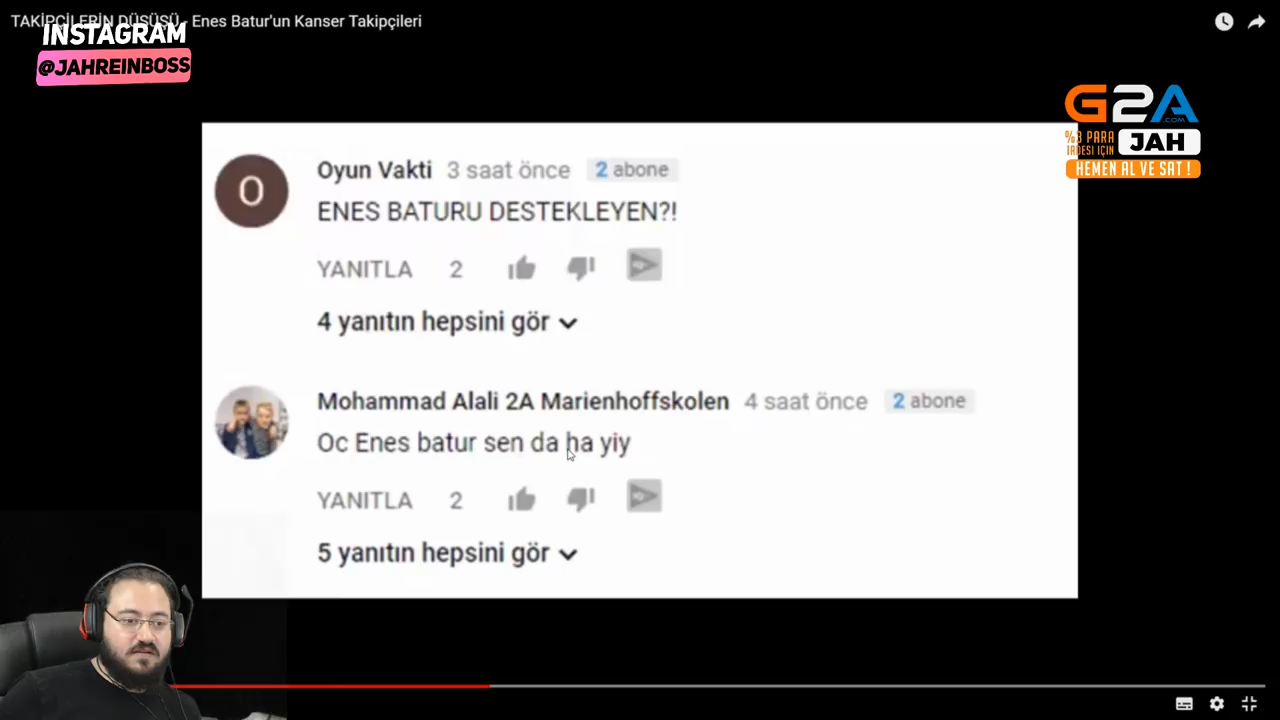 TAKİPÇİLERİN DÜŞÜŞÜ - Enes Batur'un Kanser Takipçileri
INSTAGRAM
@JAHREINBOSS
G2A
.COM
%3 PARA
İADESİ İÇİN
JAH
HEMEN AL VE SAT !
O
Oyun Vakti 3 saat önce 2 abone
ENES BATURU DESTEKLEYEN?!
YANITLA 2
4 yanıtın hepsini gör
Mohammad Alali 2A Marienhoffskolen 4 saat önce 2 abone
Oc Enes batur sen da ha yiy
YANITLA 2
5 yanıtın hepsini gör